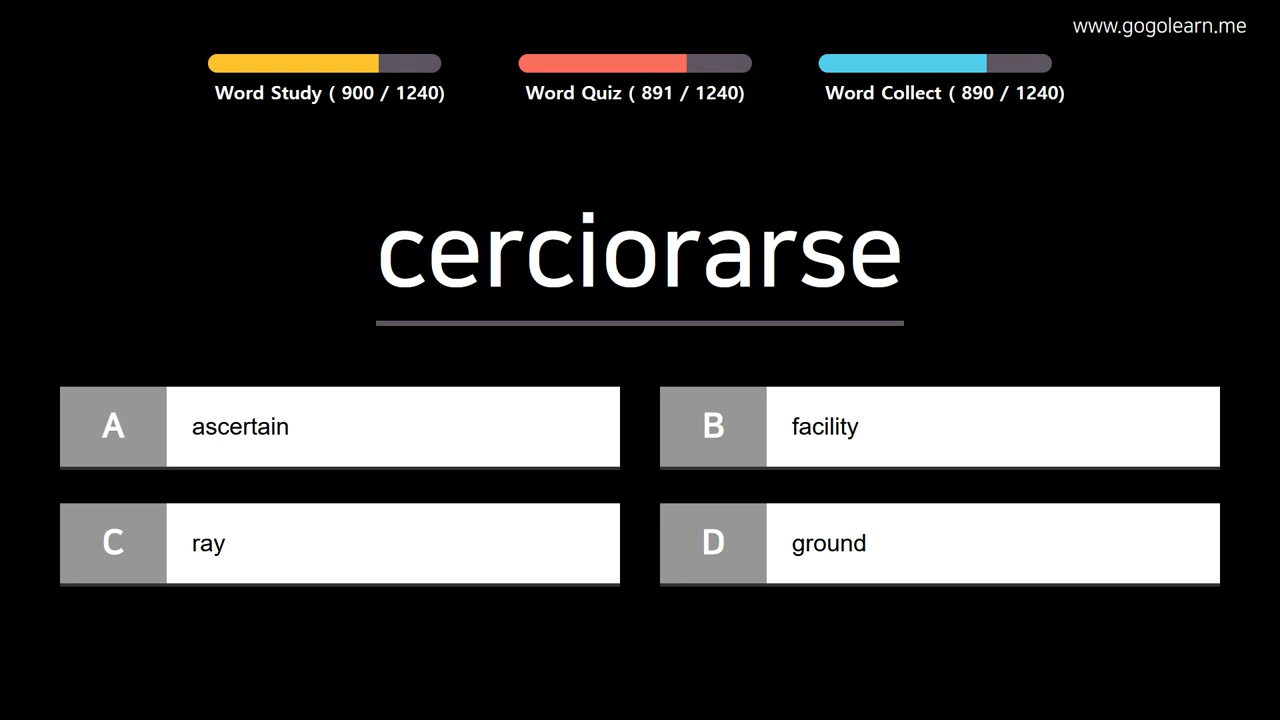 www.gogolearn.me
Word Study ( 900 / 1240)
Word Quiz ( 891 / 1240)
Word Collect ( 890 / 1240)
cerciorarse
A ascertain
B facility
C ray
D ground